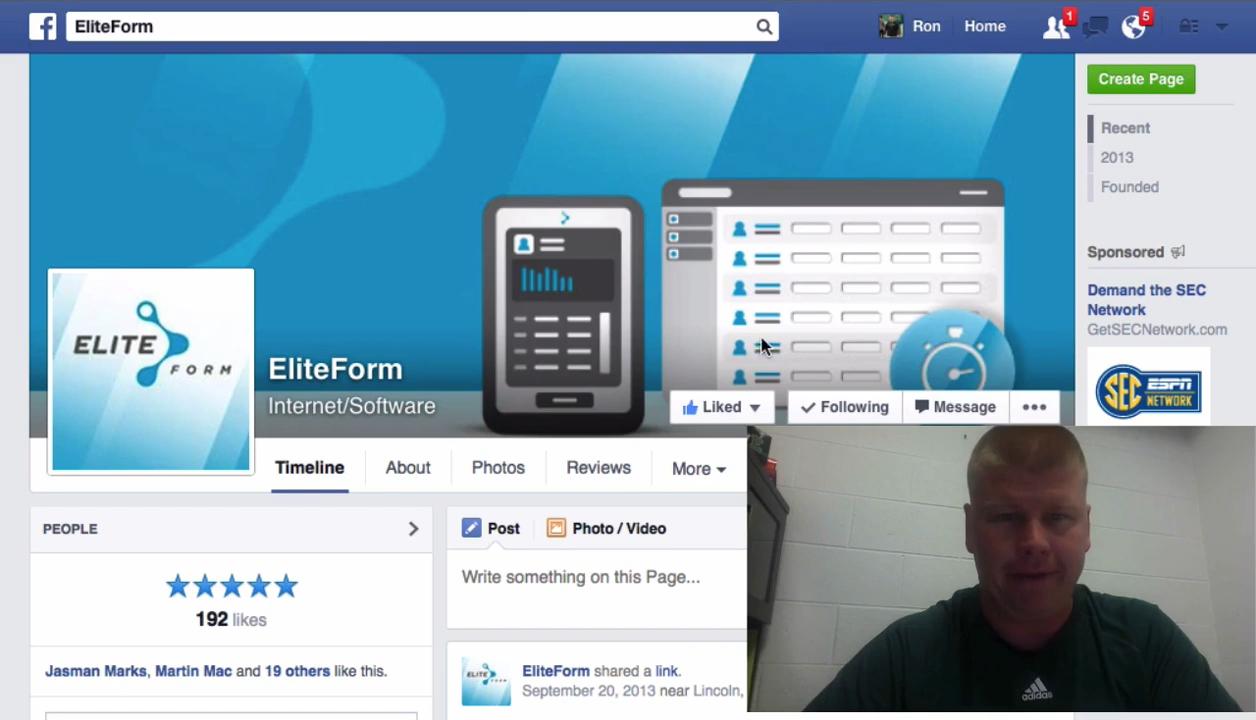 EliteForm
Ron
Home
1
5
Create Page
Recent
2013
Founded
Sponsored
Demand the SEC
Network
GetSECNetwork.com
SEC ESPN
NETWORK
ELITE
FORM
EliteForm
Internet/Software
Liked
Following
Message
Timeline
About
Photos
Reviews
More
PEOPLE
192 likes
Jasman Marks, Martin Mac and 19 others like this.
Post
Photo / Video
Write something on this Page...
ELITE
EliteForm shared a link.
September 20, 2013 near Lincoln,
adidas